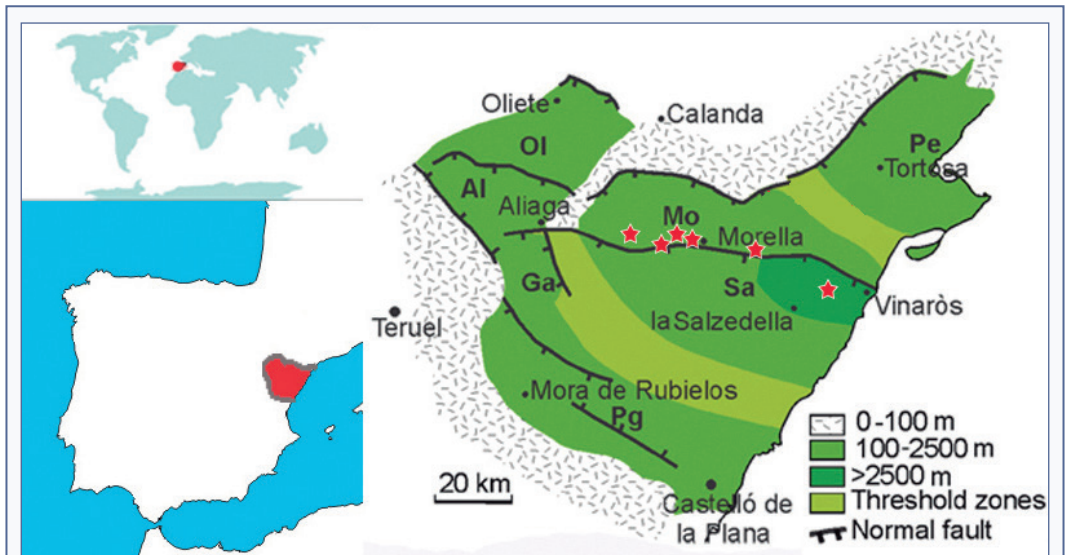 Oliete
Calanda
Ol
Pe
Tortosa
Al
Aliaga
Mo
Morella
Ga
Sa
la Salzedella
Vinaròs
Teruel
Mora de Rubielos
Pg
0-100 m
100-2500 m
>2500 m
Threshold zones
Normal fault
20 km
Castelló de
la Plana